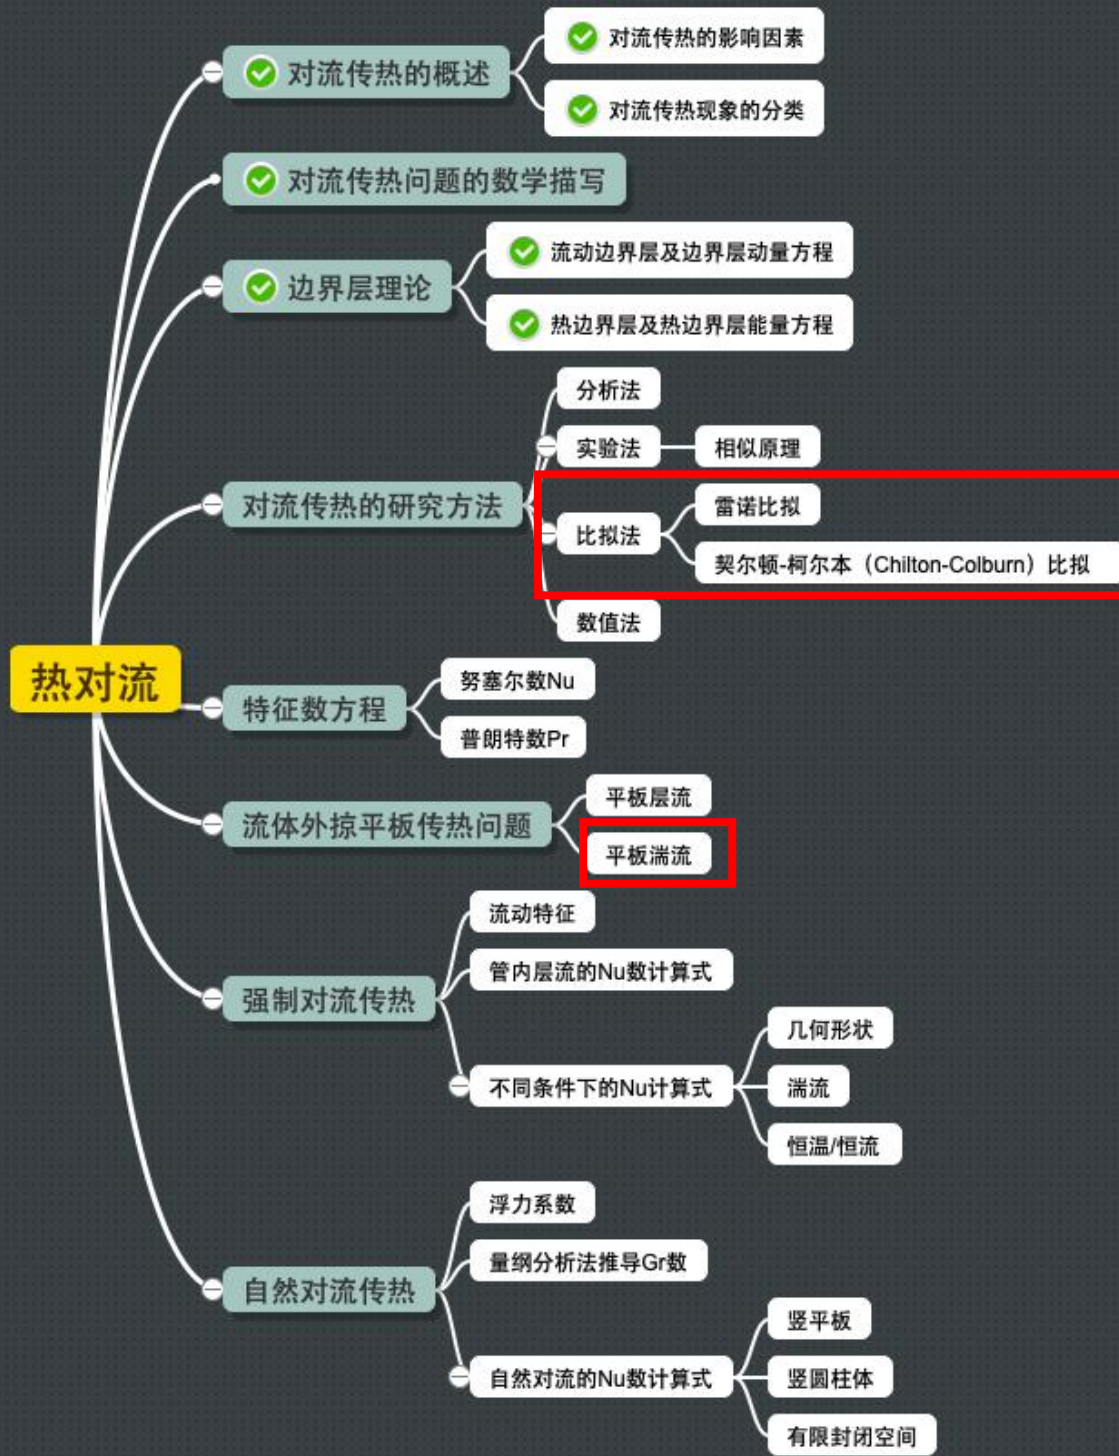 对流传热的影响因素
对流传热的概述
对流传热现象的分类
对流传热问题的数学描写
流动边界层及边界层动量方程
边界层理论
热边界层及热边界层能量方程
分析法
实验法
相似原理
对流传热的研究方法
雷诺比拟
比拟法
契尔顿-柯尔本（Chilton-Colburn）比拟
数值法
热对流
努塞尔数Nu
特征数方程
普朗特数Pr
平板层流
流体外掠平板传热问题
平板湍流
流动特征
管内层流的Nu数计算式
强制对流传热
几何形状
不同条件下的Nu计算式
湍流
恒温/恒流
浮力系数
量纲分析法推导Gr数
自然对流传热
竖平板
自然对流的Nu数计算式
竖圆柱体
有限封闭空间